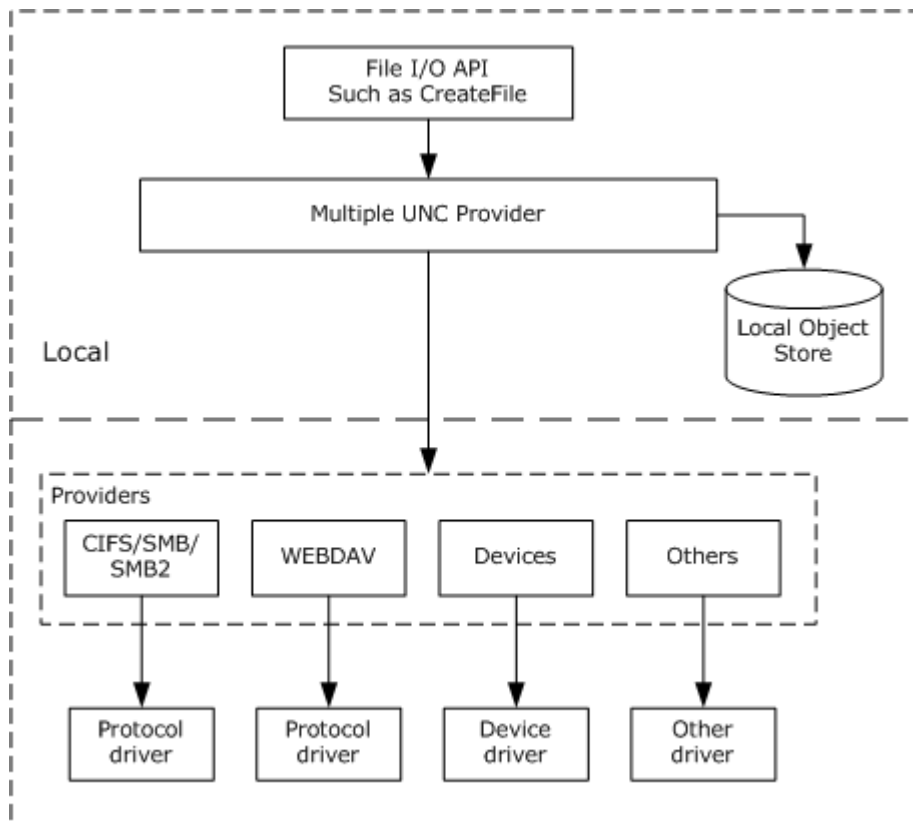 File I/O API
Such as CreateFile
Multiple UNC Provider
Local Object
Store
Local
Providers
CIFS/SMB/
SMB2
WEBDAV
Devices
Others
Protocol
driver
Protocol
driver
Device
driver
Other
driver